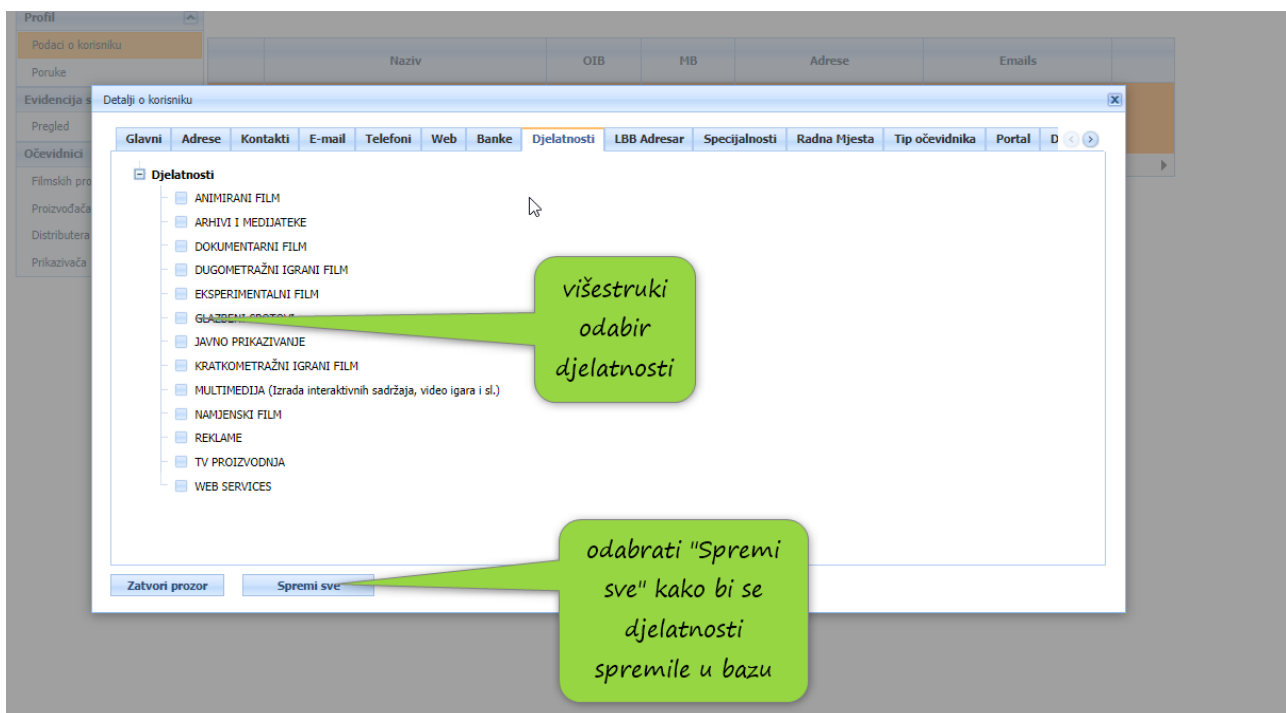 Profil
Podaci o korisniku
Poruke
Evidencija s
Pregled
Očevidnici
Filmskih pro
Proizvođača
Distributera
Prikazivača
Naziv OIB MB Adrese Emails
Detalji o korisniku
Glavni Adrese Kontakti E-mail Telefoni Web Banke Djelatnosti LBB Adresar Specijalnosti Radna Mjesta Tip očevidnika Portal D
Djelatnosti
ANIMIRANI FILM
ARHIVI I MEDIJATEKE
DOKUMENTARNI FILM
DUGOMETRAŽNI IGRANI FILM
EKSPERIMENTALNI FILM
GLAZBENI SPOTOVI
JAVNO PRIKAZIVANJE
KRATKOMETRAŽNI IGRANI FILM
MULTIMEDIJA (Izrada interaktivnih sadržaja, video igara i sl.)
NAMJENSKI FILM
REKLAME
TV PROIZVODNJA
WEB SERVICES
višestruki
odabir
djelatnosti
Zatvori prozor Spremi sve
odabrati "Spremi
sve" kako bi se
djelatnosti
spremile u bazu